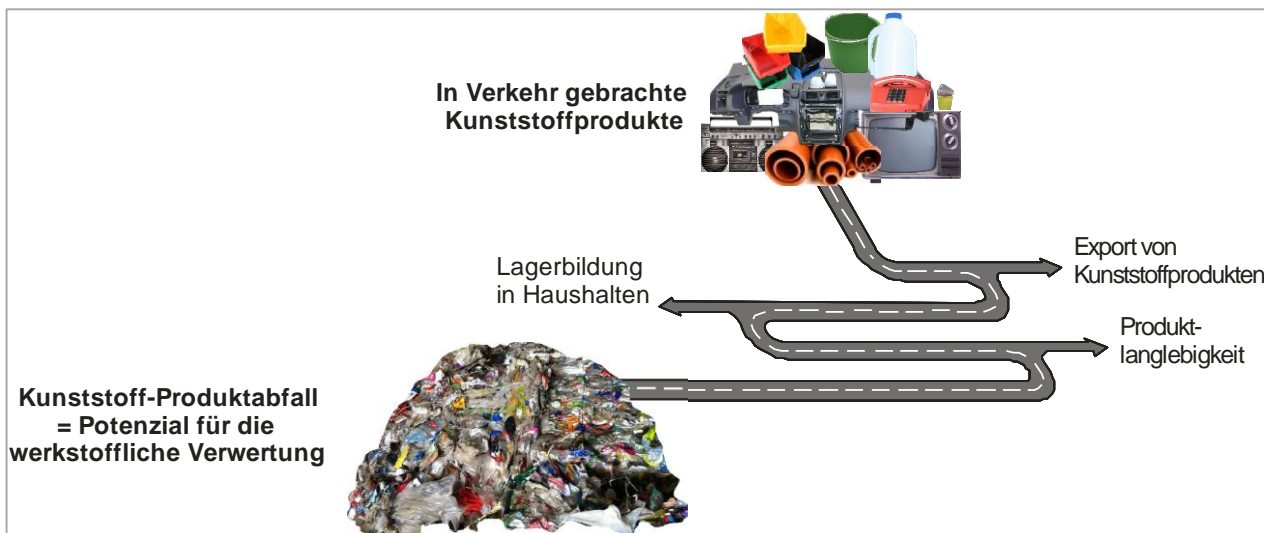 In Verkehr gebrachte
Kunststoffprodukte
Export von
Kunststoffprodukten
Lagerbildung
in Haushalten
Produkt-
langlebigkeit
Kunststoff-Produktabfall
= Potenzial für die
werkstoffliche Verwertung